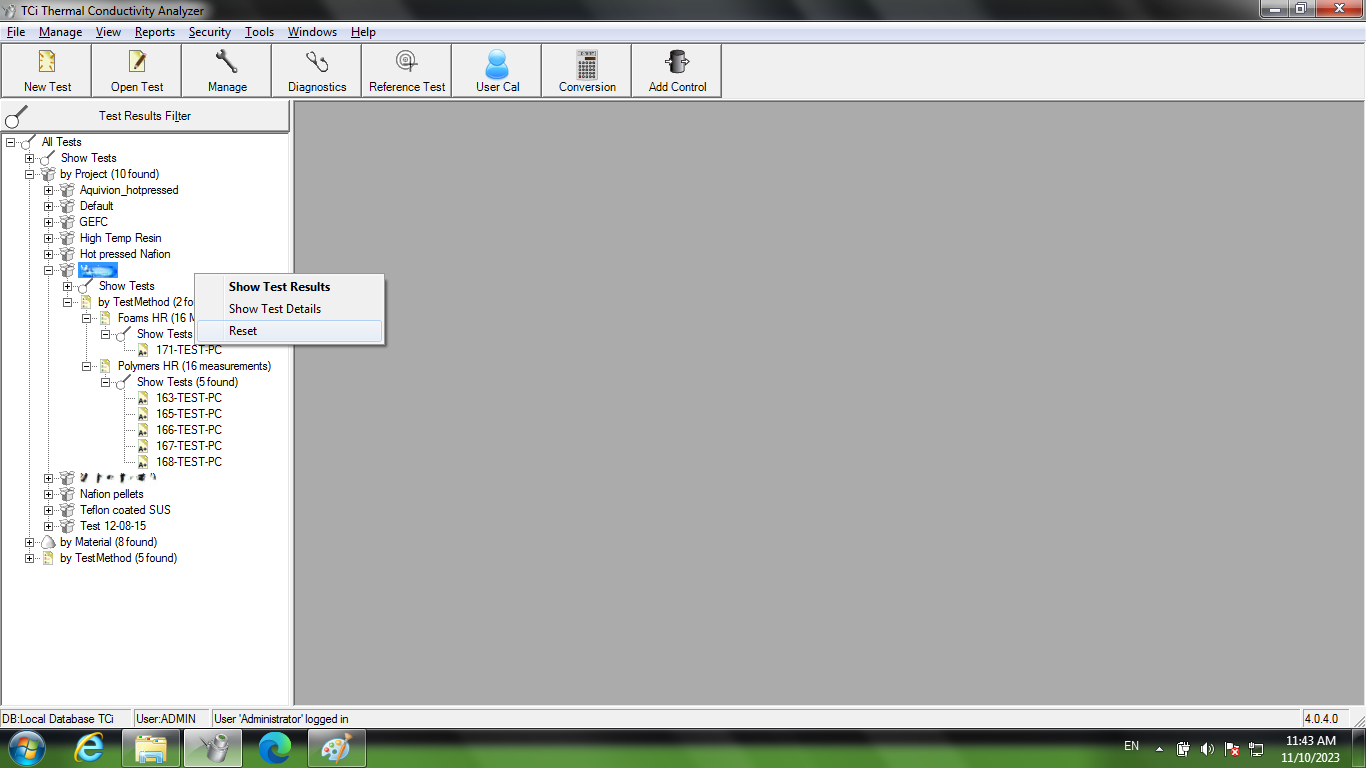 TCi Thermal Conductivity Analyzer
File Manage View Reports Security Tools Windows Help
New Test Open Test Manage Diagnostics Reference Test User Cal Conversion Add Control
Test Results Filter
All Tests
Show Tests
by Project (10 found)
Aquivion_hotpressed
Default
GEFC
High Temp Resin
Hot pressed Nafion
Show Tests
by TestMethod (2 fo
Foams HR (16 M
Show Tests
171-TEST-PC
Polymers HR (16 measurements)
Show Tests (5 found)
163-TEST-PC
165-TEST-PC
166-TEST-PC
167-TEST-PC
168-TEST-PC
Nafion pellets
Teflon coated SUS
Test 12-08-15
by Material (8 found)
by TestMethod (5 found)
Show Test Results
Show Test Details
Reset
DB:Local Database TCi User:ADMIN User 'Administrator' logged in 4.0.4.0
EN 11:43 AM
11/10/2023